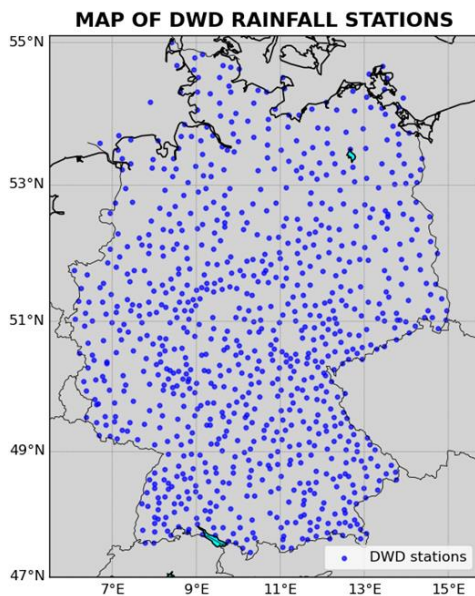 MAP OF DWD RAINFALL STATIONS
55°N
53°N
51°N
49°N
47°N
DWD stations
7°E 9°E 11°E 13°E 15°E